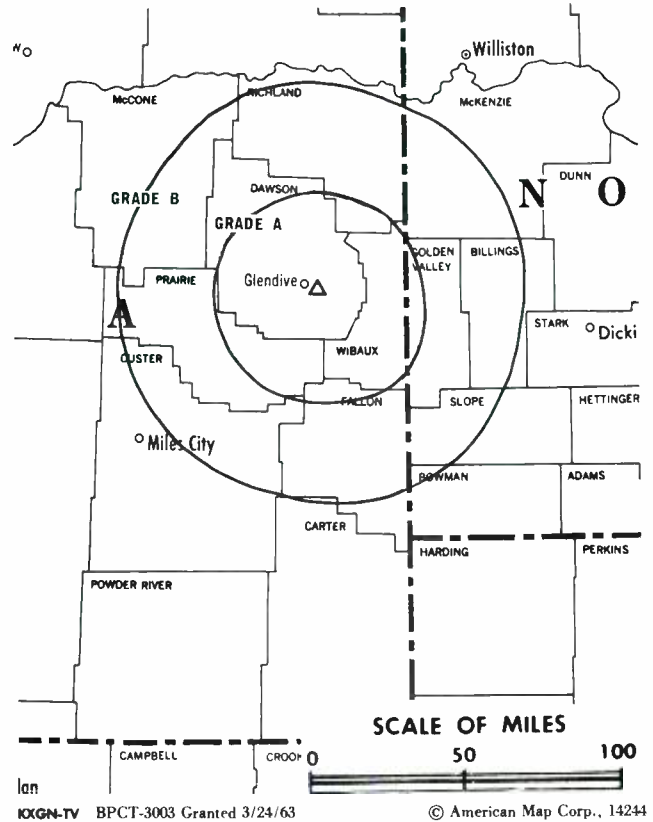 Williston
McCONE
RICHLAND
McKENZIE
DUNN
N O
DAWSON
GRADE B
GRADE A
GOLDEN
VALLEY
BILLINGS
PRAIRIE
Glendive
A
STARK
Dicki
WIBAUX
CUSTER
FALLON
SLOPE
HETTINGER
Miles City
BOWMAN
ADAMS
CARTER
HARDING
PERKINS
POWDER RIVER
SCALE OF MILES
0 50 100
CAMPBELL
CROOK
lan
KXGN-TV BPCT-3003 Granted 3/24/63
© American Map Corp., 14244